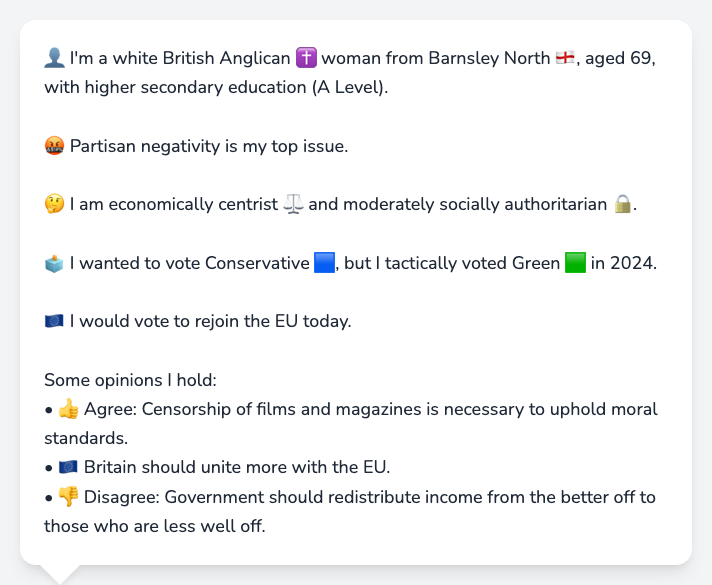 👤 I'm a white British Anglican ✝️ woman from Barnsley North 🏴󠁧󠁢󠁥󠁮󠁧󠁿, aged 69,
with higher secondary education (A Level).
🤬 Partisan negativity is my top issue.
🤔 I am economically centrist ⚖️ and moderately socially authoritarian 🔒.
🗳️ I wanted to vote Conservative 🟦, but I tactically voted Green 🟩 in 2024.
🇪🇺 I would vote to rejoin the EU today.
Some opinions I hold:
• 👍 Agree: Censorship of films and magazines is necessary to uphold moral
standards.
• 🇪🇺 Britain should unite more with the EU.
• 👎 Disagree: Government should redistribute income from the better off to
those who are less well off.